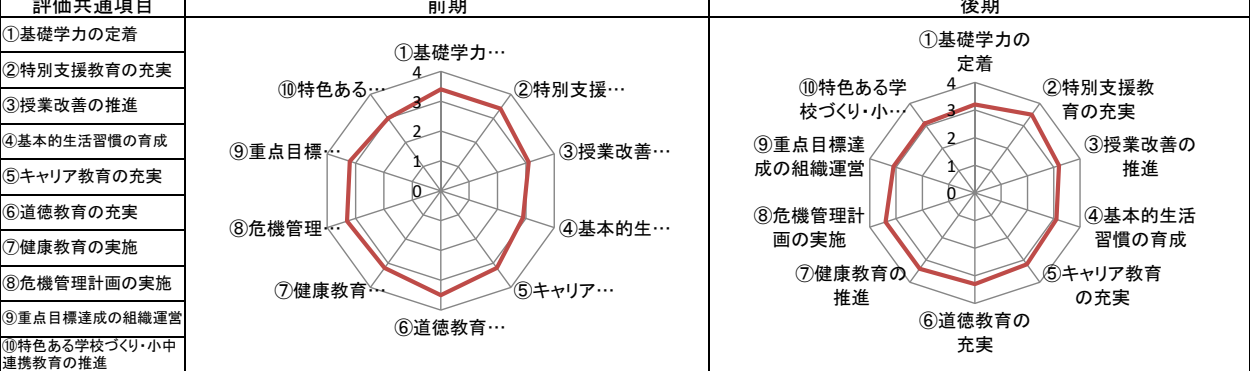 評価共通項目
前期
後期
①基礎学力の定着
②特別支援教育の充実
③授業改善の推進
④基本的生活習慣の育成
⑤キャリア教育の充実
⑥道徳教育の充実
⑦健康教育の実施
⑧危機管理計画の実施
⑨重点目標達成の組織運営
⑩特色ある学校づくり・小中
連携教育の推進
①基礎学力…
②特別支援…
③授業改善…
④基本的生…
⑤キャリア…
⑥道徳教育…
⑦健康教育…
⑧危機管理…
⑨重点目標…
⑩特色ある…
4
3
2
1
0
①基礎学力の
定着
②特別支援教
育の充実
③授業改善の
推進
④基本的生活
習慣の育成
⑤キャリア教育
の充実
⑥道徳教育の
充実
⑦健康教育の
推進
⑧危機管理計
画の実施
⑨重点目標達
成の組織運営
⑩特色ある学
校づくり・小…
4
3
2
1
0